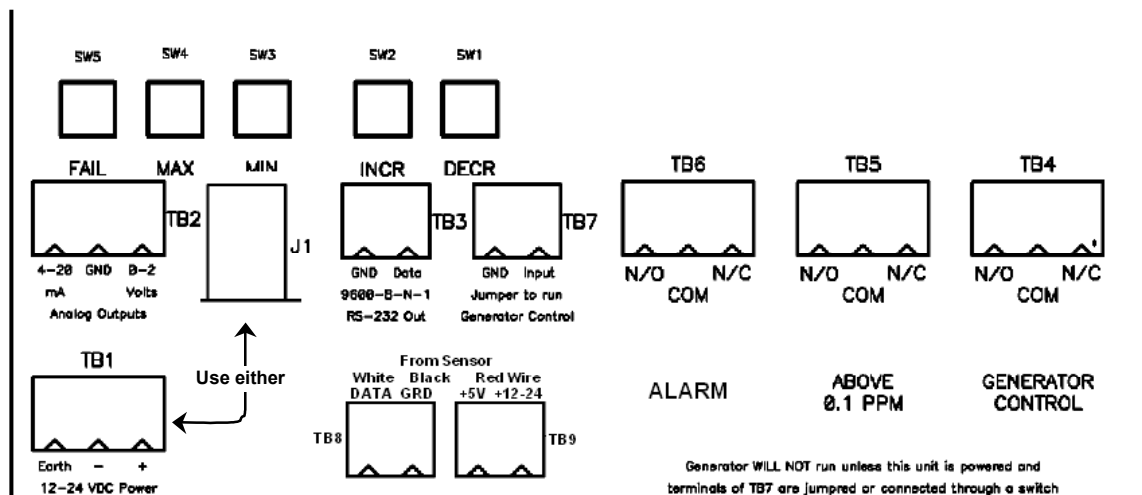 SW5 SW4 SW3 SW2 SW1
FAIL MAX MIN INCR DECR
TB6 TB5 TB4
TB2 J1 TB3 TB7
4-20 GND 0-2
mA Volts
Analog Outputs
GND Data
9600-8-N-1
RS-232 Out
GND Input
Jumper to run
Generator Control
N/O N/C
COM
N/O N/C
COM
N/O N/C
COM
TB1
Use either
Earth - +
12-24 VDC Power
From Sensor
White Black Red Wire
DATA GRD +5V +12-24
TB8 TB9
ALARM
ABOVE
0.1 PPM
GENERATOR
CONTROL
Generator WILL NOT run unless this unit is powered and
terminals of TB7 are jumpred or connected through a switch